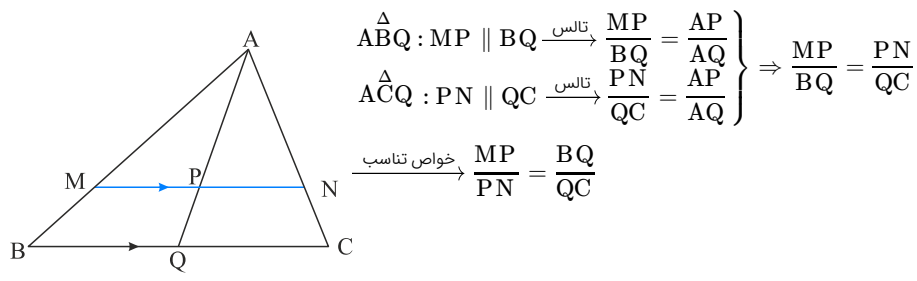 A
M
P
N
B
Q
C
ABQ^Δ : MP ∥ BQ —تالس→ MP/BQ = AP/AQ
ACQ^Δ : PN ∥ QC —تالس→ PN/QC = AP/AQ
} ⇒ MP/BQ = PN/QC
—خواص تناسب→ MP/PN = BQ/QC